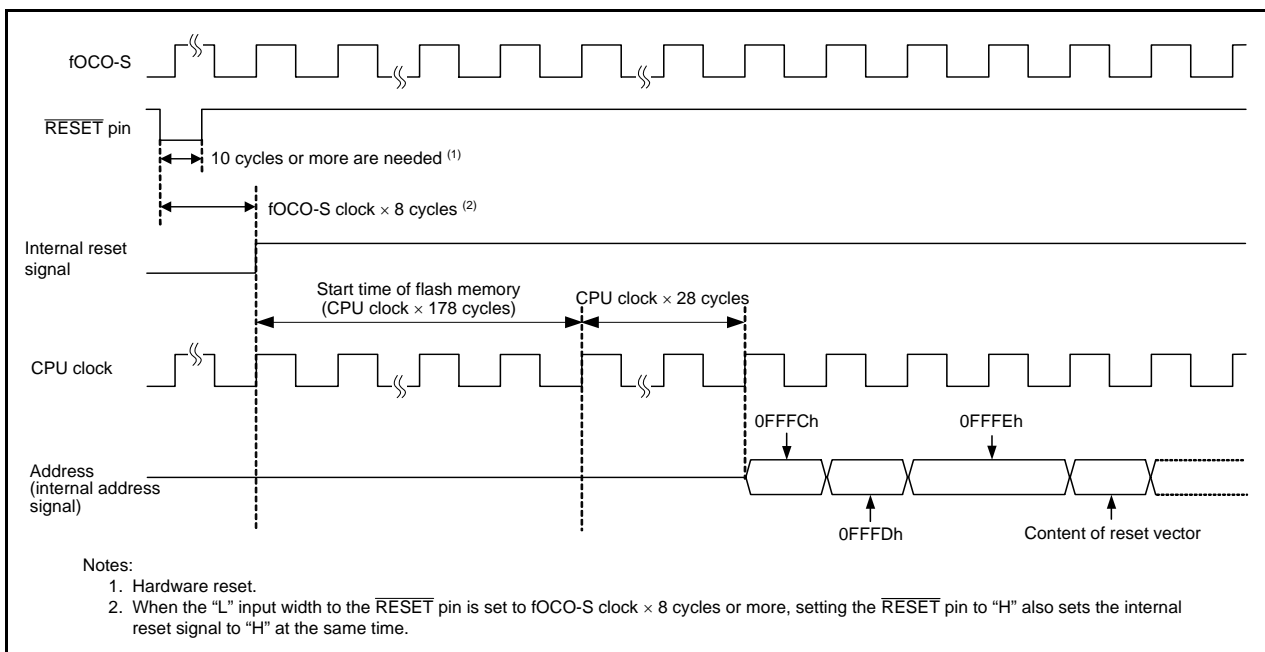 fOCO-S
RESET pin
10 cycles or more are needed (1)
fOCO-S clock × 8 cycles (2)
Internal reset
signal
Start time of flash memory
(CPU clock × 178 cycles)
CPU clock × 28 cycles
CPU clock
0FFFCh
0FFFEh
Address
(internal address
signal)
0FFFDh
Content of reset vector
Notes:
1. Hardware reset.
2. When the “L” input width to the RESET pin is set to fOCO-S clock × 8 cycles or more, setting the RESET pin to “H” also sets the internal
reset signal to “H” at the same time.